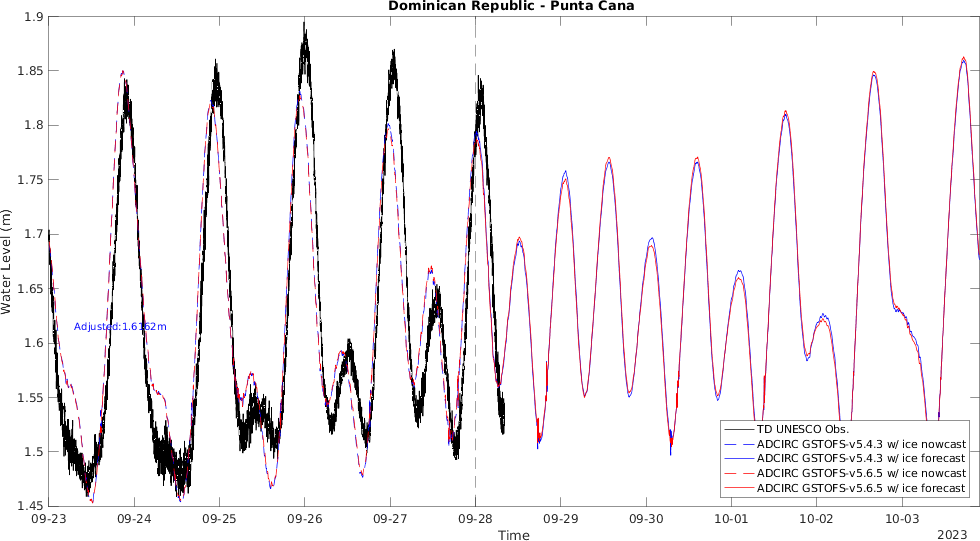 Dominican Republic - Punta Cana
Water Level (m)
1.9
1.85
1.8
1.75
1.7
1.65
1.6
1.55
1.5
1.45
Adjusted:1.6162m
TD UNESCO Obs.
ADCIRC GSTOFS-v5.4.3 w/ ice nowcast
ADCIRC GSTOFS-v5.4.3 w/ ice forecast
ADCIRC GSTOFS-v5.6.5 w/ ice nowcast
ADCIRC GSTOFS-v5.6.5 w/ ice forecast
09-23 09-24 09-25 09-26 09-27 09-28 09-29 09-30 10-01 10-02 10-03
Time
2023